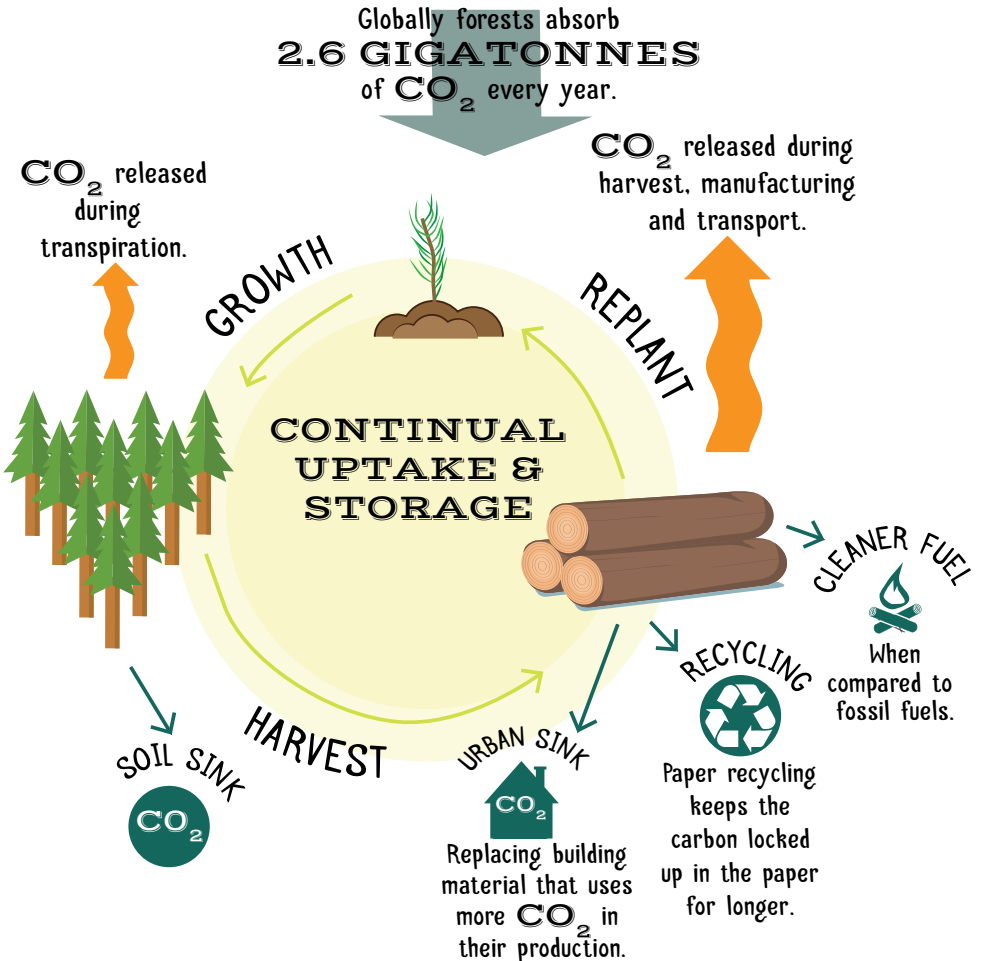 Globally forests absorb
2.6 GIGATONNES
of CO₂ every year.
CO₂ released
during
transpiration.
CO₂ released during
harvest, manufacturing
and transport.
GROWTH
REPLANT
CONTINUAL
UPTAKE &
STORAGE
HARVEST
CLEANER FUEL
When
compared to
fossil fuels.
RECYCLING
Paper recycling
keeps the
carbon locked
up in the paper
for longer.
URBAN SINK
CO₂
Replacing building
material that uses
more CO₂ in
their production.
SOIL SINK
CO₂